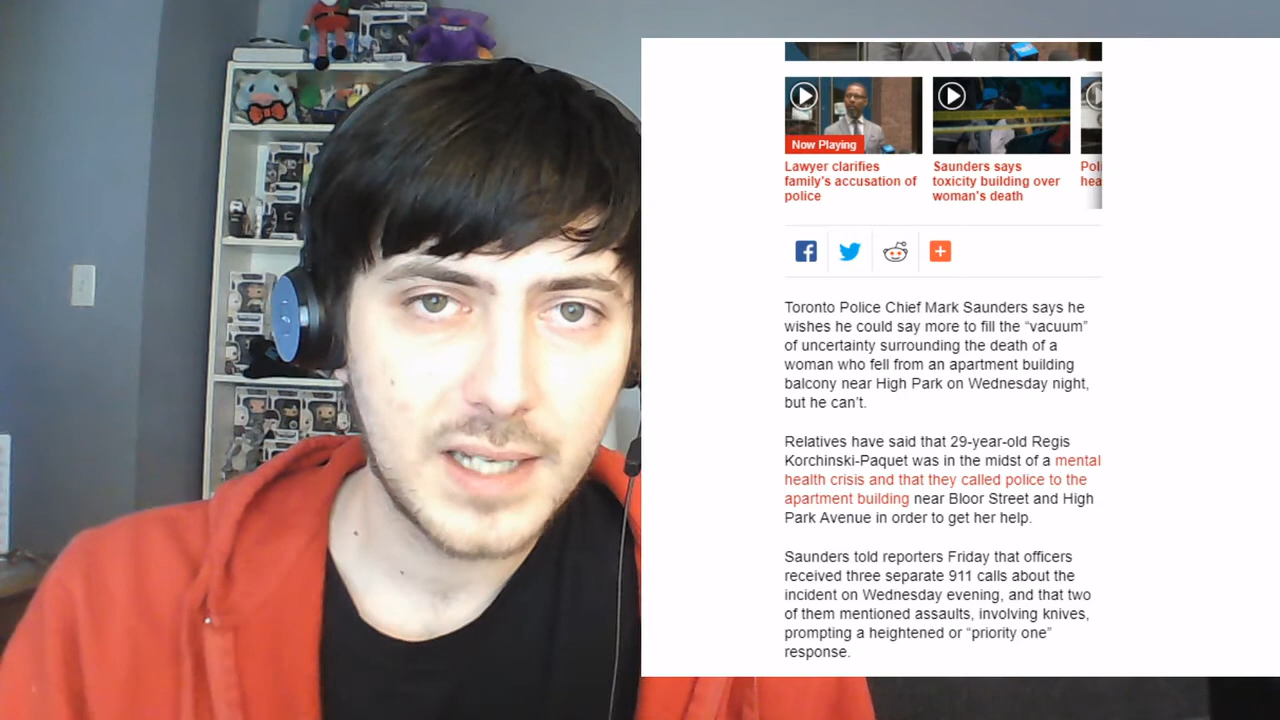 Now Playing
Lawyer clarifies
family's accusation of
police
Saunders says
toxicity building over
woman's death
Poli
hea
Toronto Police Chief Mark Saunders says he
wishes he could say more to fill the “vacuum”
of uncertainty surrounding the death of a
woman who fell from an apartment building
balcony near High Park on Wednesday night,
but he can’t.
Relatives have said that 29-year-old Regis
Korchinski-Paquet was in the midst of a mental
health crisis and that they called police to the
apartment building near Bloor Street and High
Park Avenue in order to get her help.
Saunders told reporters Friday that officers
received three separate 911 calls about the
incident on Wednesday evening, and that two
of them mentioned assaults, involving knives,
prompting a heightened or “priority one”
response.